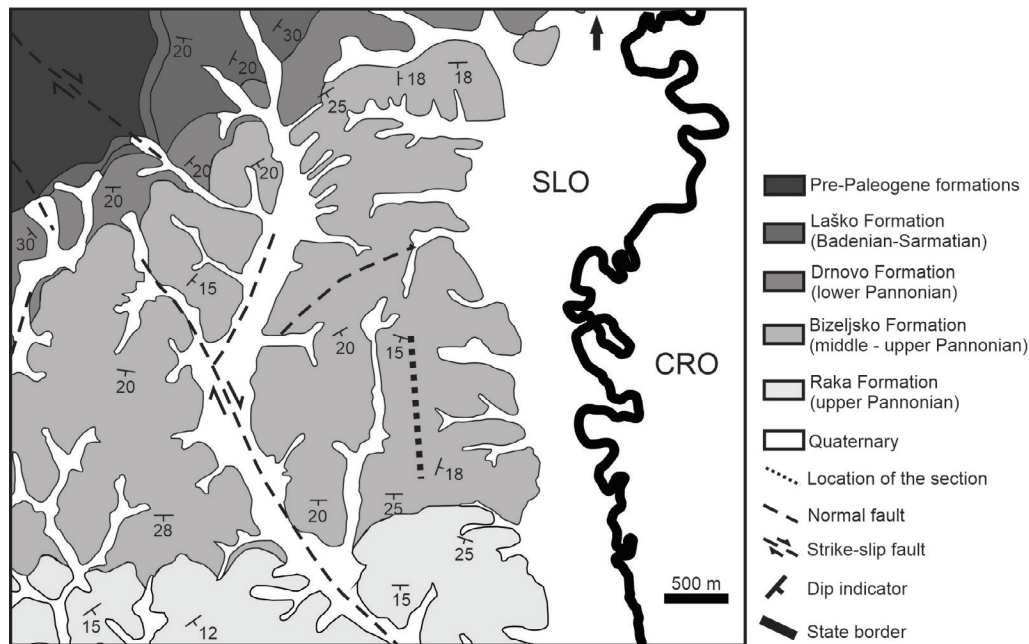 30
20
20
18
18
25
20
20
20
30
SLO
15
20
15
CRO
20
18
20
25
28
25
15
15
12
500 m
Pre-Paleogene formations
Laško Formation
(Badenian-Sarmatian)
Drnovo Formation
(lower Pannonian)
Bizeljsko Formation
(middle - upper Pannonian)
Raka Formation
(upper Pannonian)
Quaternary
Location of the section
Normal fault
Strike-slip fault
Dip indicator
State border